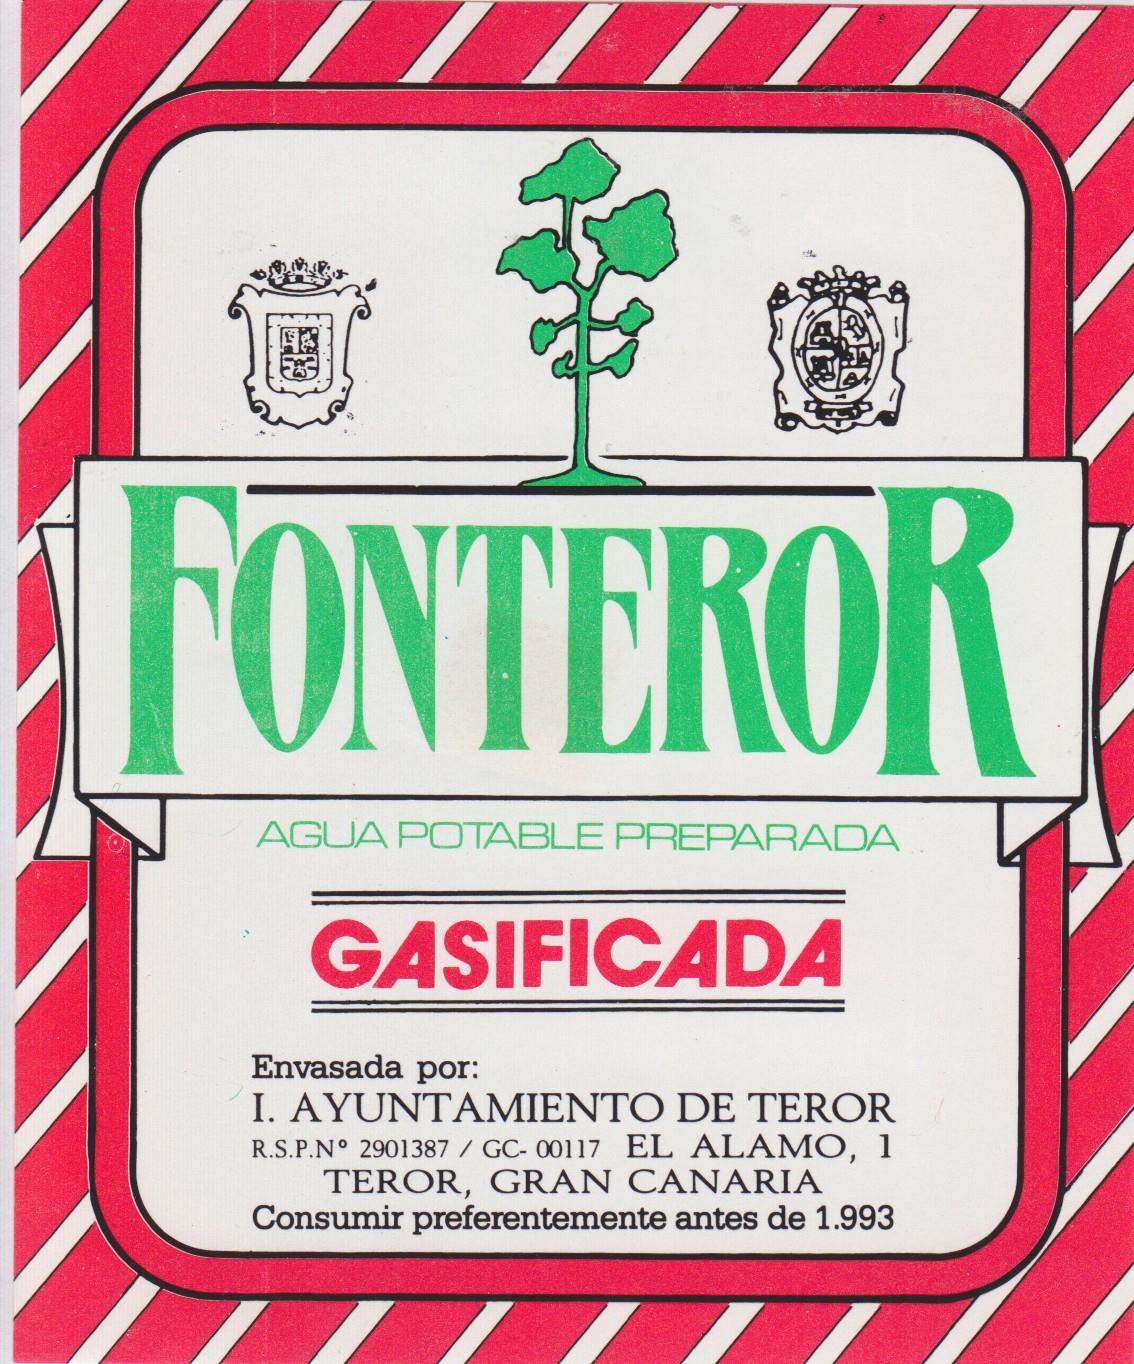 FONTEROR
AGUA POTABLE PREPARADA
GASIFICADA
Envasada por:
I. AYUNTAMIENTO DE TEROR
R.S.P.Nº 2901387 / GC- 00117 EL ALAMO, 1
TEROR, GRAN CANARIA
Consumir preferentemente antes de 1.993